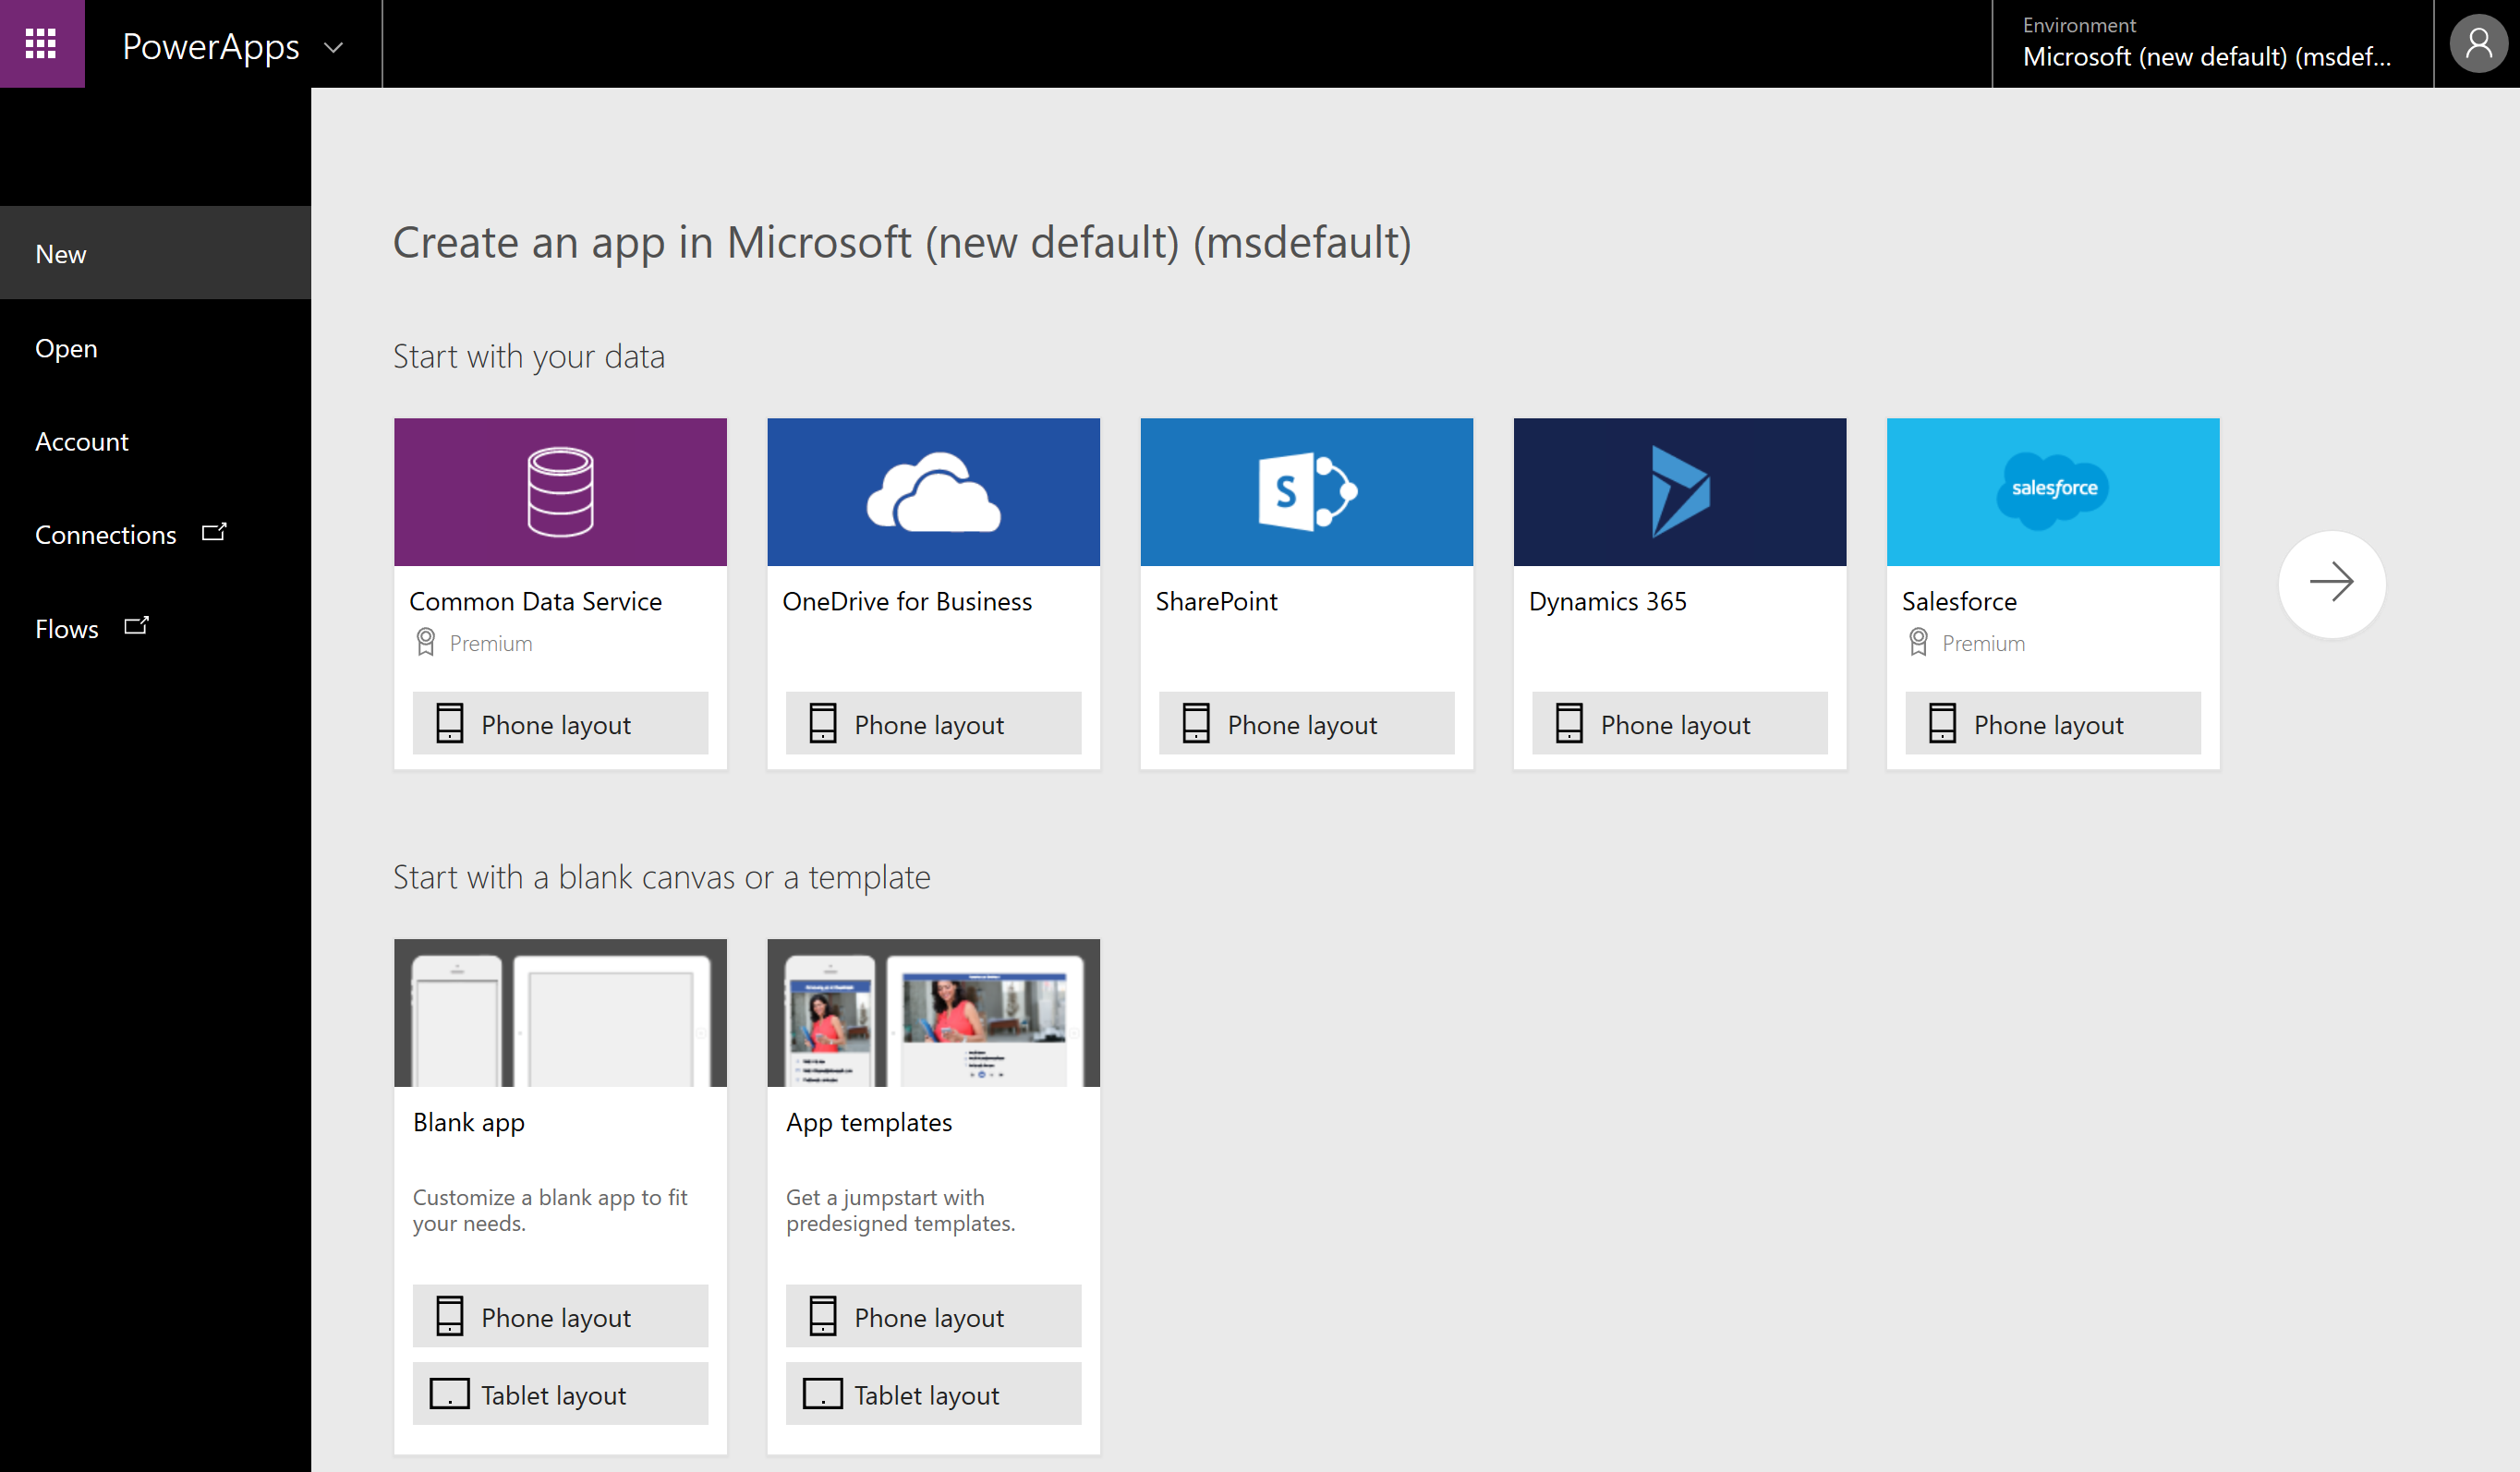 PowerApps
Environment
Microsoft (new default) (msdef...
New
Open
Account
Connections
Flows
Create an app in Microsoft (new default) (msdefault)
Start with your data
S
salesforce
Common Data Service
Premium
Phone layout
OneDrive for Business
Phone layout
SharePoint
Phone layout
Dynamics 365
Phone layout
Salesforce
Premium
Phone layout
Start with a blank canvas or a template
Blank app
Customize a blank app to fit
your needs.
Phone layout
Tablet layout
App templates
Get a jumpstart with
predesigned templates.
Phone layout
Tablet layout